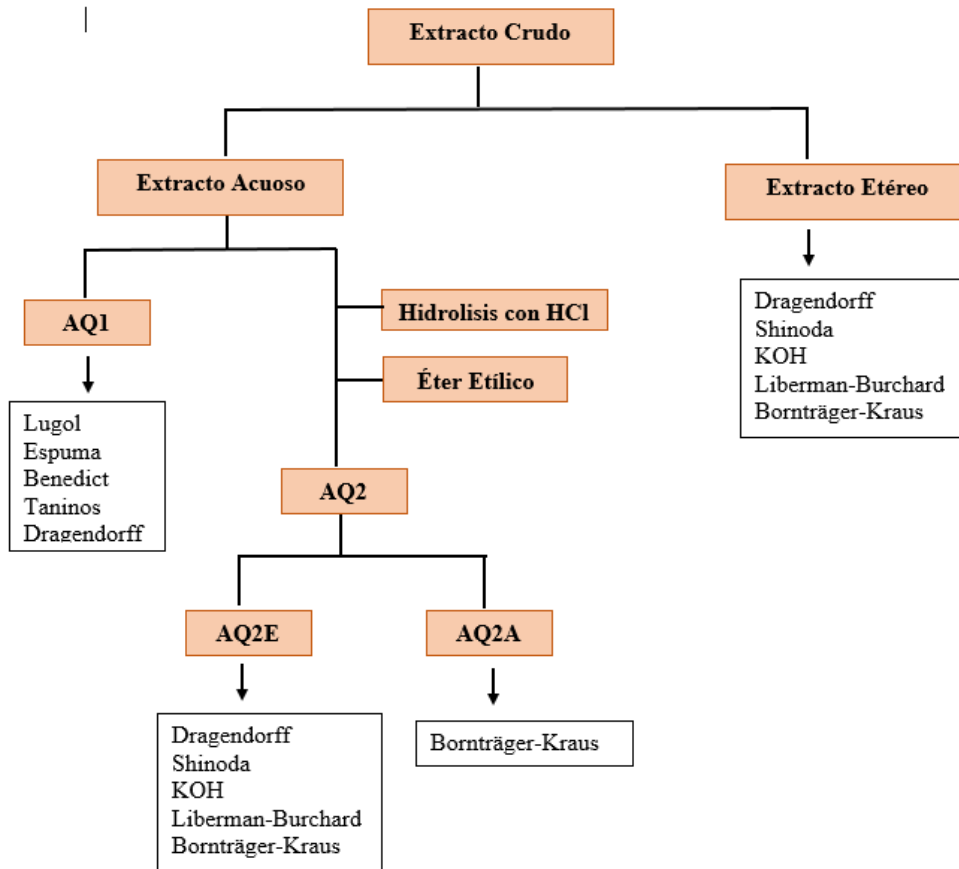 Extracto Crudo
Extracto Acuoso
Extracto Etéreo
AQ1
Hidrolisis con HCl
Éter Etílico
Dragendorff
Shinoda
KOH
Liberman-Burchard
Bornträger-Kraus
Lugol
Espuma
Benedict
Taninos
Dragendorff
AQ2
AQ2E
AQ2A
Dragendorff
Shinoda
KOH
Liberman-Burchard
Bornträger-Kraus
Bornträger-Kraus